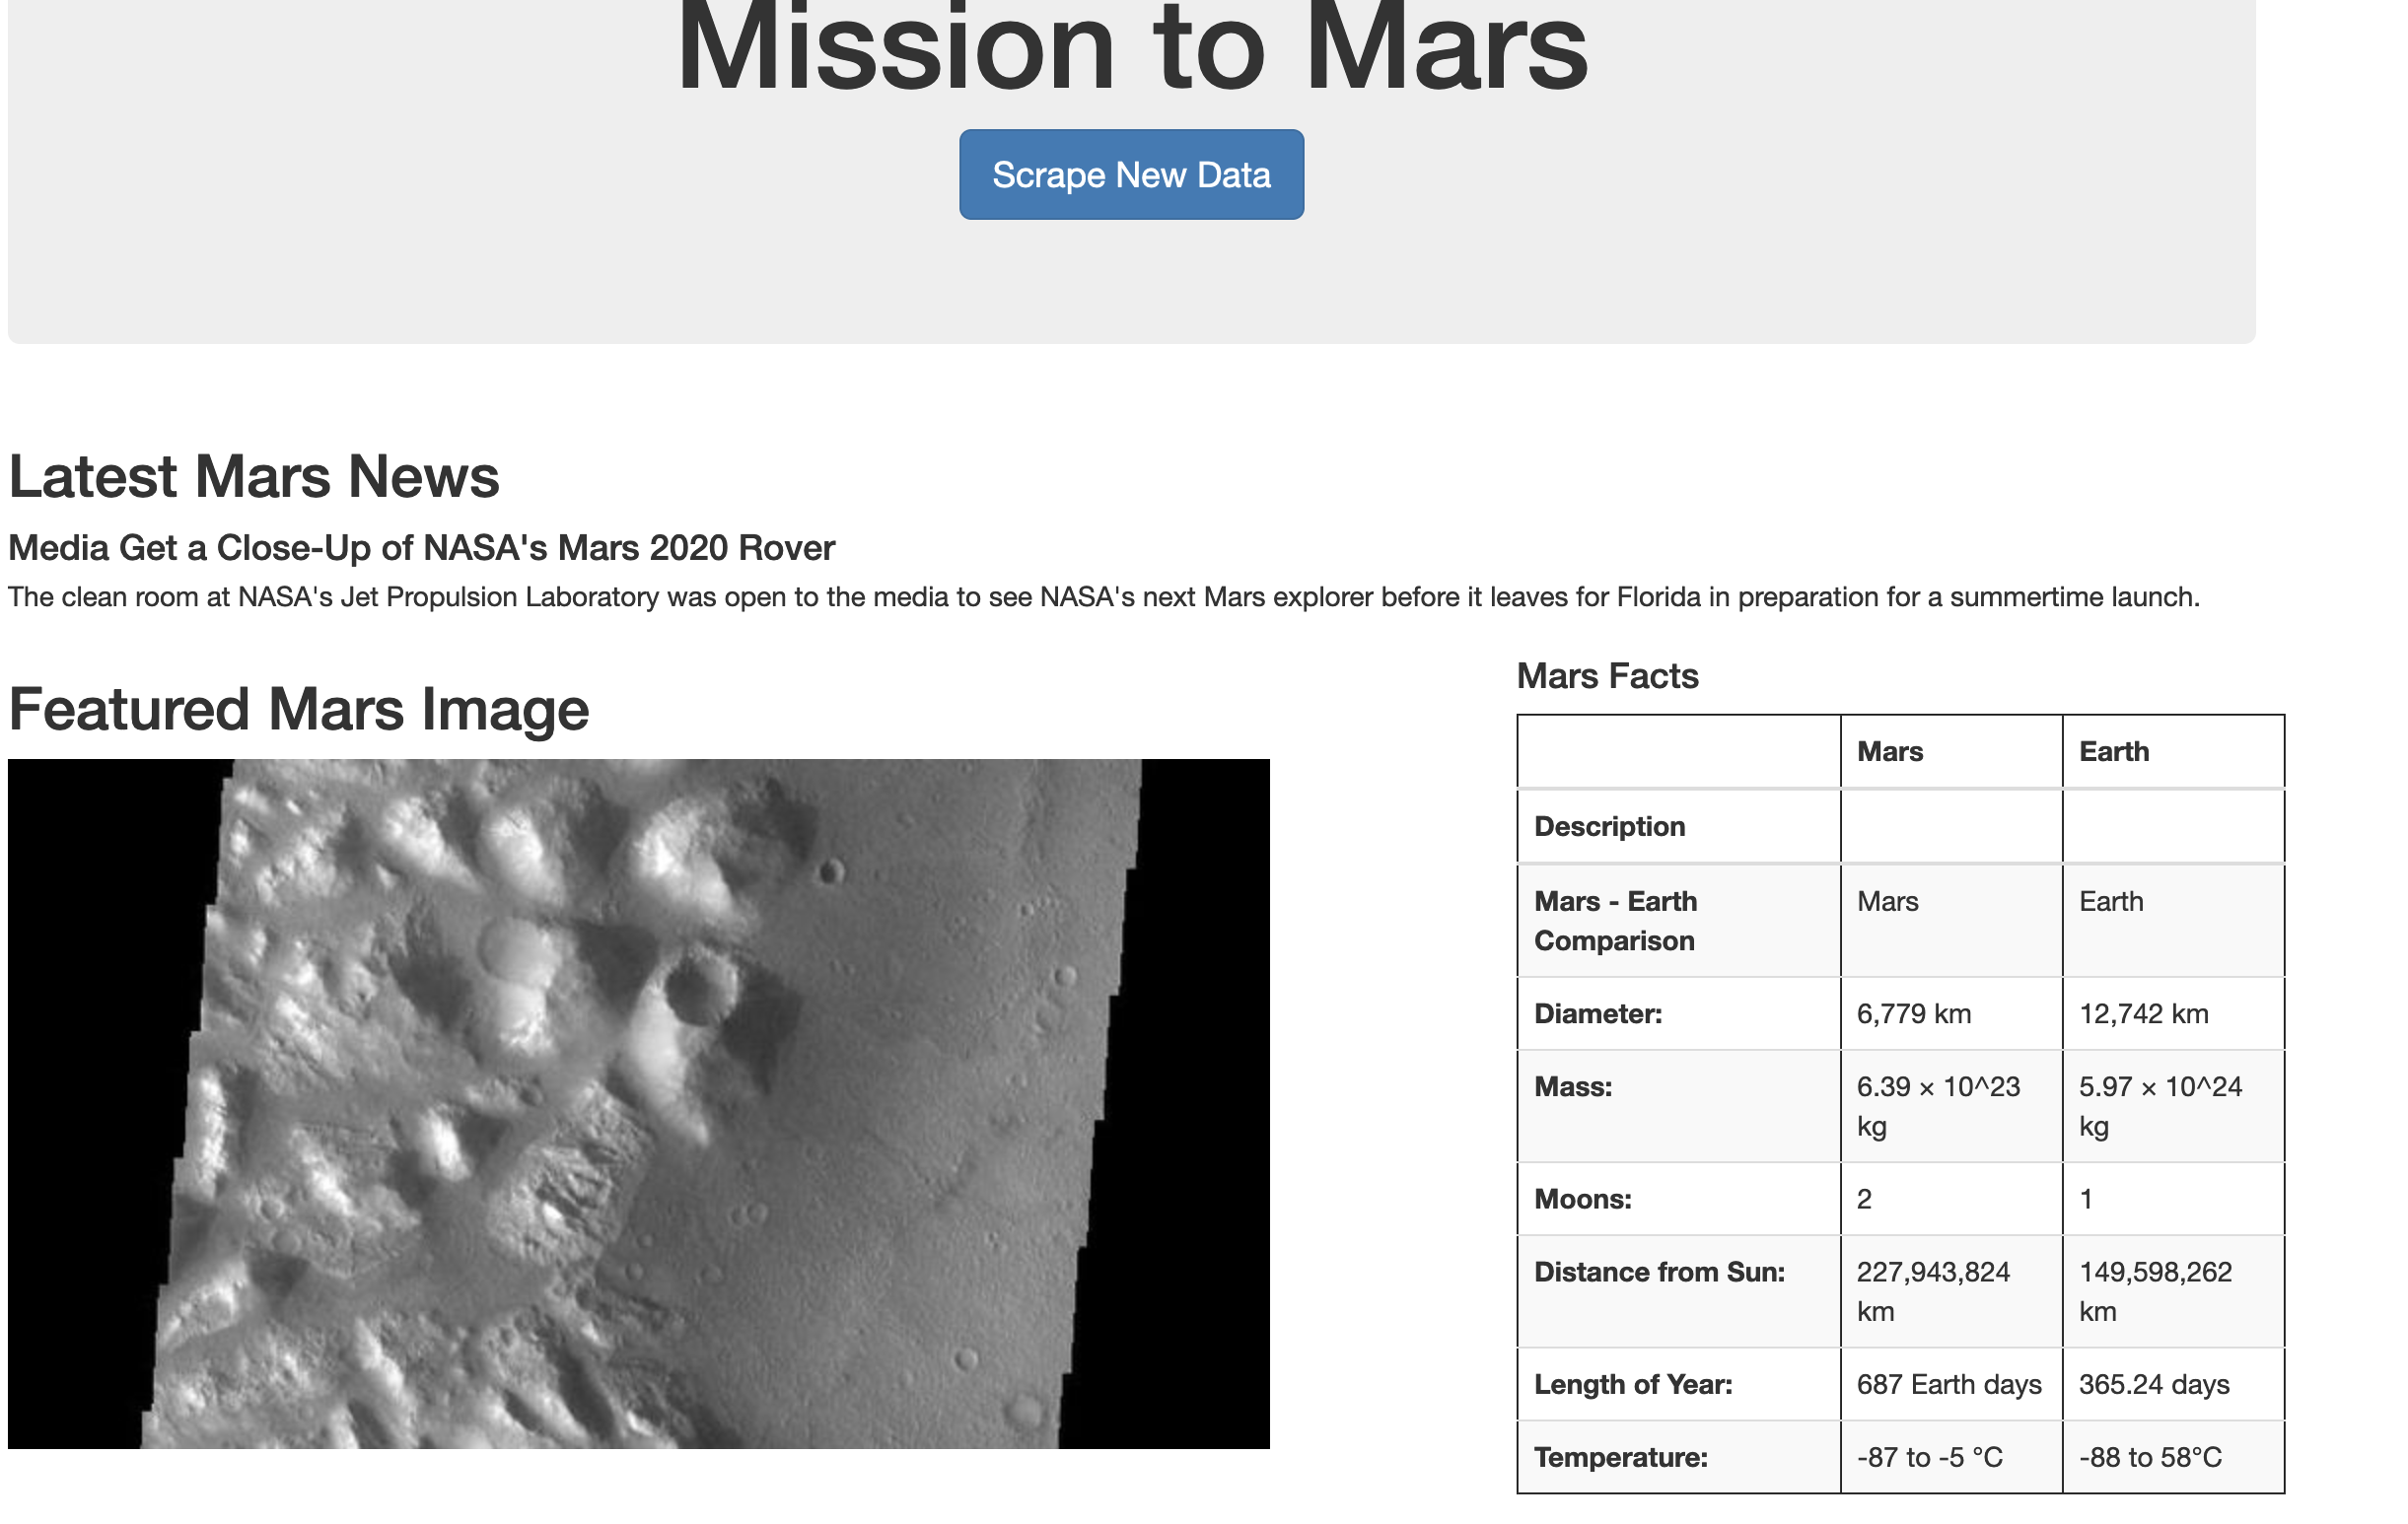 Mission to Mars
Scrape New Data
Latest Mars News
Media Get a Close-Up of NASA's Mars 2020 Rover
The clean room at NASA's Jet Propulsion Laboratory was open to the media to see NASA's next Mars explorer before it leaves for Florida in preparation for a summertime launch.
Featured Mars Image
Mars Facts
Mars Earth
Description
Mars - Earth Mars Earth
Comparison
Diameter: 6,779 km 12,742 km
Mass: 6.39 × 10^23 5.97 × 10^24
kg kg
Moons: 2 1
Distance from Sun: 227,943,824 149,598,262
km km
Length of Year: 687 Earth days 365.24 days
Temperature: -87 to -5 °C -88 to 58°C